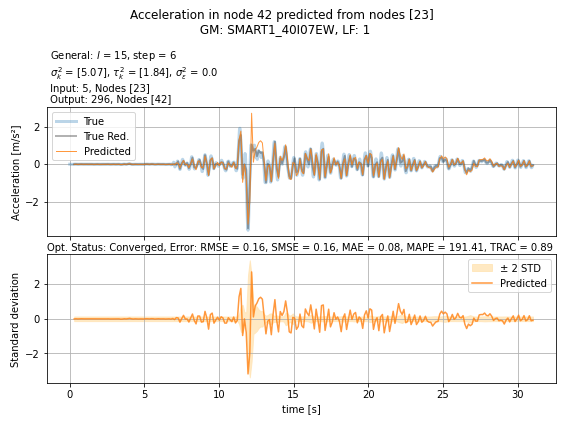 Acceleration in node 42 predicted from nodes [23]
GM: SMART1_40I07EW, LF: 1
General: l = 15, step = 6
σ²ₖ = [5.07], τ²ₖ = [1.84], σ²ε = 0.0
Input: 5, Nodes [23]
Output: 296, Nodes [42]
True
True Red.
Predicted
Acceleration [m/s²]
2
0
−2
Opt. Status: Converged, Error: RMSE = 0.16, SMSE = 0.16, MAE = 0.08, MAPE = 191.41, TRAC = 0.89
± 2 STD
Predicted
Standard deviation
2
0
−2
0 5 10 15 20 25 30
time [s]